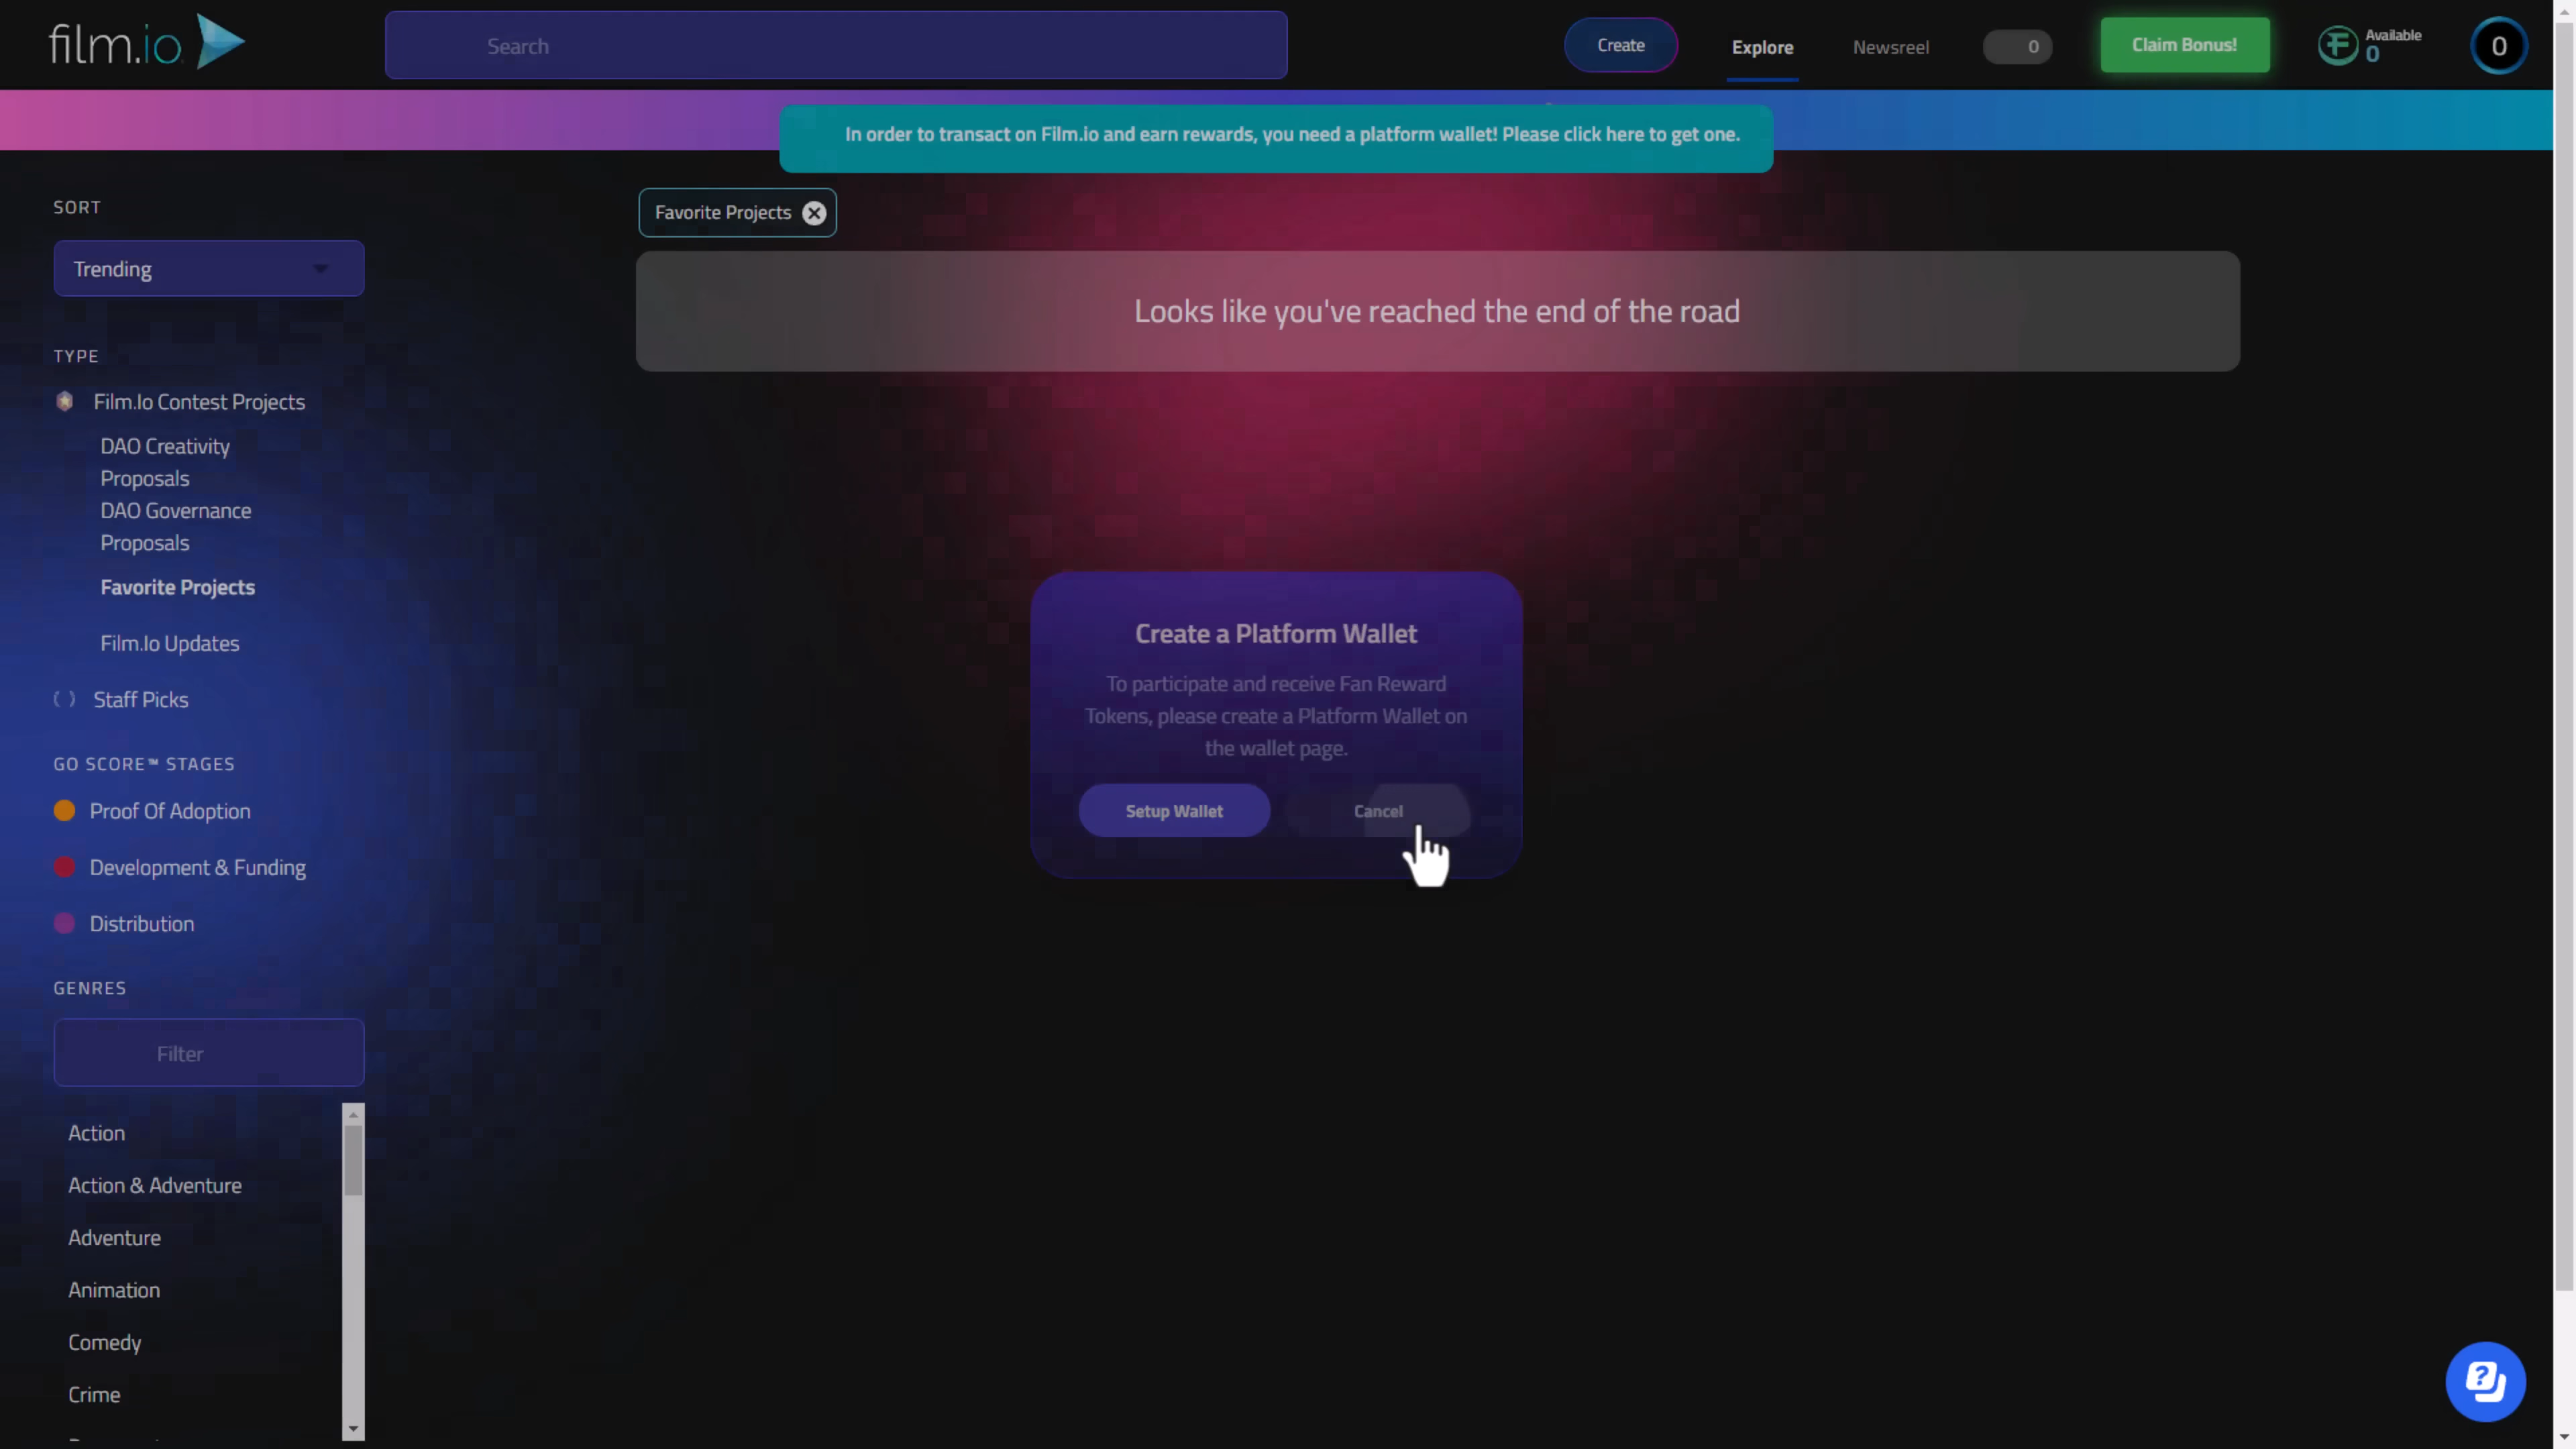 film.io
Search
Create
Explore
Newsreel
0
Claim Bonus!
Available
0
0
In order to transact on Film.io and earn rewards, you need a platform wallet! Please click here to get one.
SORT
Favorite Projects
Trending
Looks like you've reached the end of the road
TYPE
Film.Io Contest Projects
DAO Creativity
Proposals
DAO Governance
Proposals
Favorite Projects
Film.Io Updates
Staff Picks
Create a Platform Wallet
To participate and receive Fan Reward
Tokens, please create a Platform Wallet on
the wallet page.
Setup Wallet
Cancel
GO SCORE™ STAGES
Proof Of Adoption
Development & Funding
Distribution
GENRES
Filter
Action
Action & Adventure
Adventure
Animation
Comedy
Crime